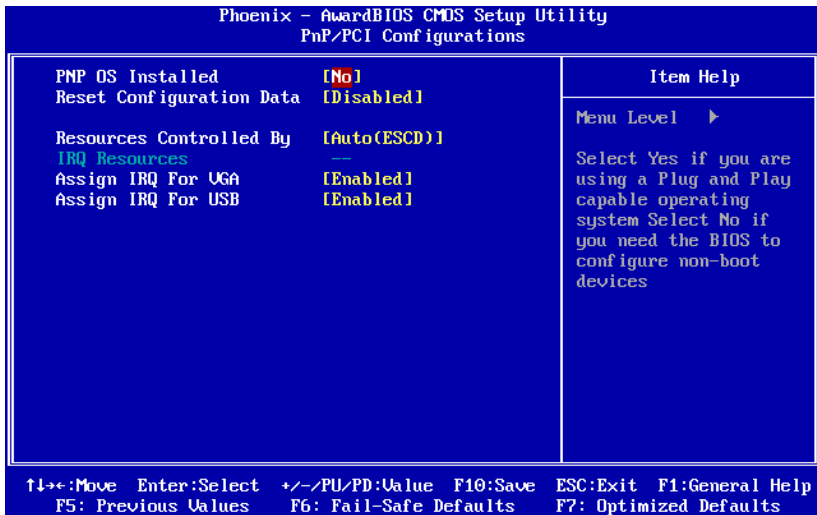 Phoenix - AwardBIOS CMOS Setup Utility
PnP/PCI Configurations
PNP OS Installed [No]
Reset Configuration Data [Disabled]
Resources Controlled By [Auto(ESCD)]
IRQ Resources --
Assign IRQ For VGA [Enabled]
Assign IRQ For USB [Enabled]
Item Help
Menu Level ▶
Select Yes if you are
using a Plug and Play
capable operating
system Select No if
you need the BIOS to
configure non-boot
devices
↑↓→←:Move Enter:Select +/-/PU/PD:Value F10:Save ESC:Exit F1:General Help
F5: Previous Values F6: Fail-Safe Defaults F7: Optimized Defaults